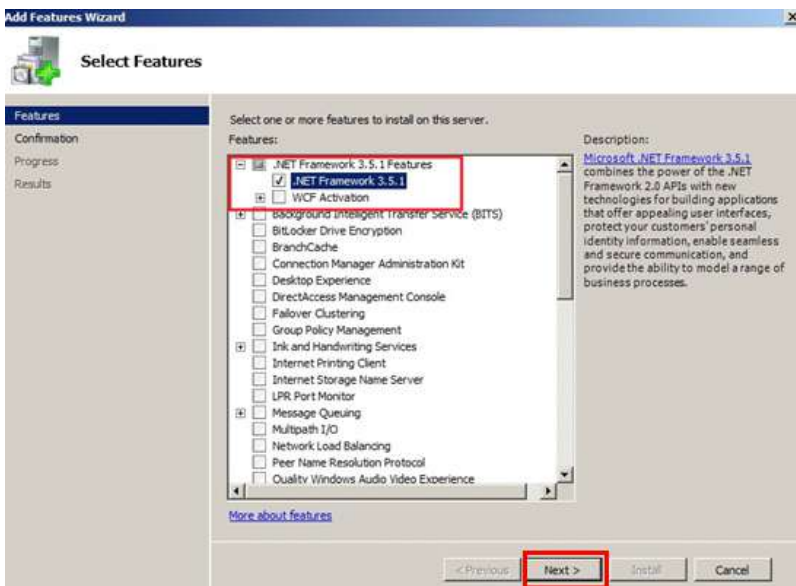 Add Features Wizard
Select Features
Features
Confirmation
Progress
Results
Select one or more features to install on this server.
Features:
.NET Framework 3.5.1 Features
.NET Framework 3.5.1
WCF Activation
Background Intelligent Transfer Service (BITS)
BitLocker Drive Encryption
BranchCache
Connection Manager Administration Kit
Desktop Experience
DirectAccess Management Console
Failover Clustering
Group Policy Management
Ink and Handwriting Services
Internet Printing Client
Internet Storage Name Server
LPR Port Monitor
Message Queuing
Multipath I/O
Network Load Balancing
Peer Name Resolution Protocol
Quality Windows Audio Video Experience
More about features
Description:
Microsoft .NET Framework 3.5.1
combines the power of the .NET
Framework 2.0 APIs with new
technologies for building applications
that offer appealing user interfaces,
protect your customers' personal
identity information, enable seamless
and secure communication, and
provide the ability to model a range of
business processes.
< Previous
Next >
Install
Cancel